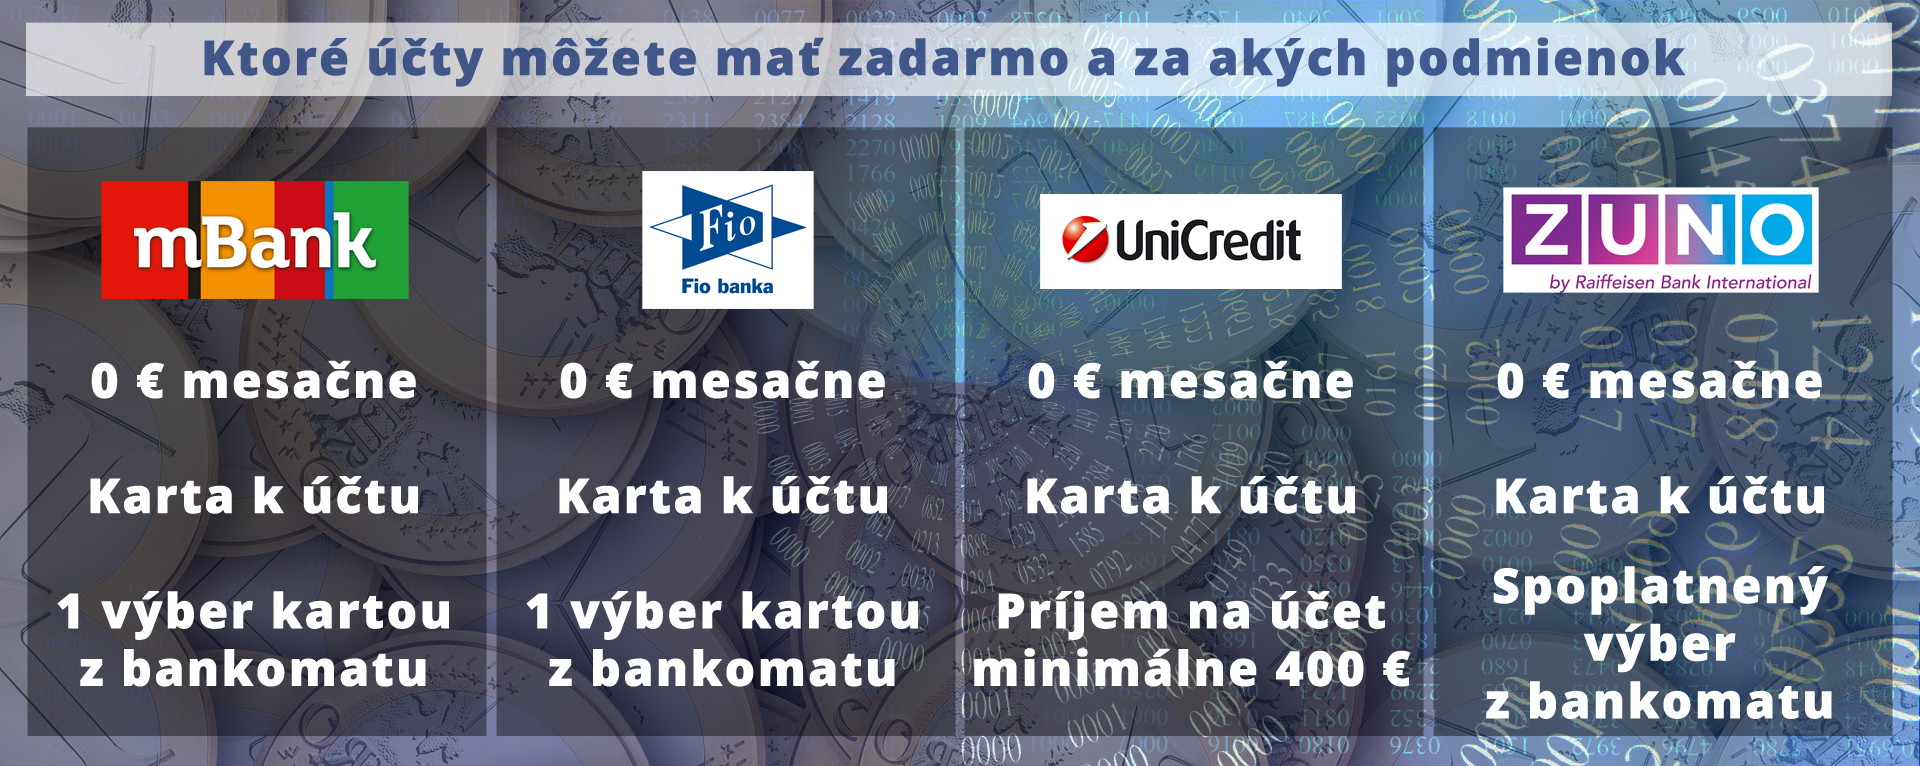 Ktoré účty môžete mať zadarmo a za akých podmienok
mBank
0 € mesačne
Karta k účtu
1 výber kartou
z bankomatu
Fio
Fio banka
0 € mesačne
Karta k účtu
1 výber kartou
z bankomatu
UniCredit
0 € mesačne
Karta k účtu
Príjem na účet
minimálne 400 €
ZUNO
by Raiffeisen Bank International
0 € mesačne
Karta k účtu
Spoplatnený
výber
z bankomatu